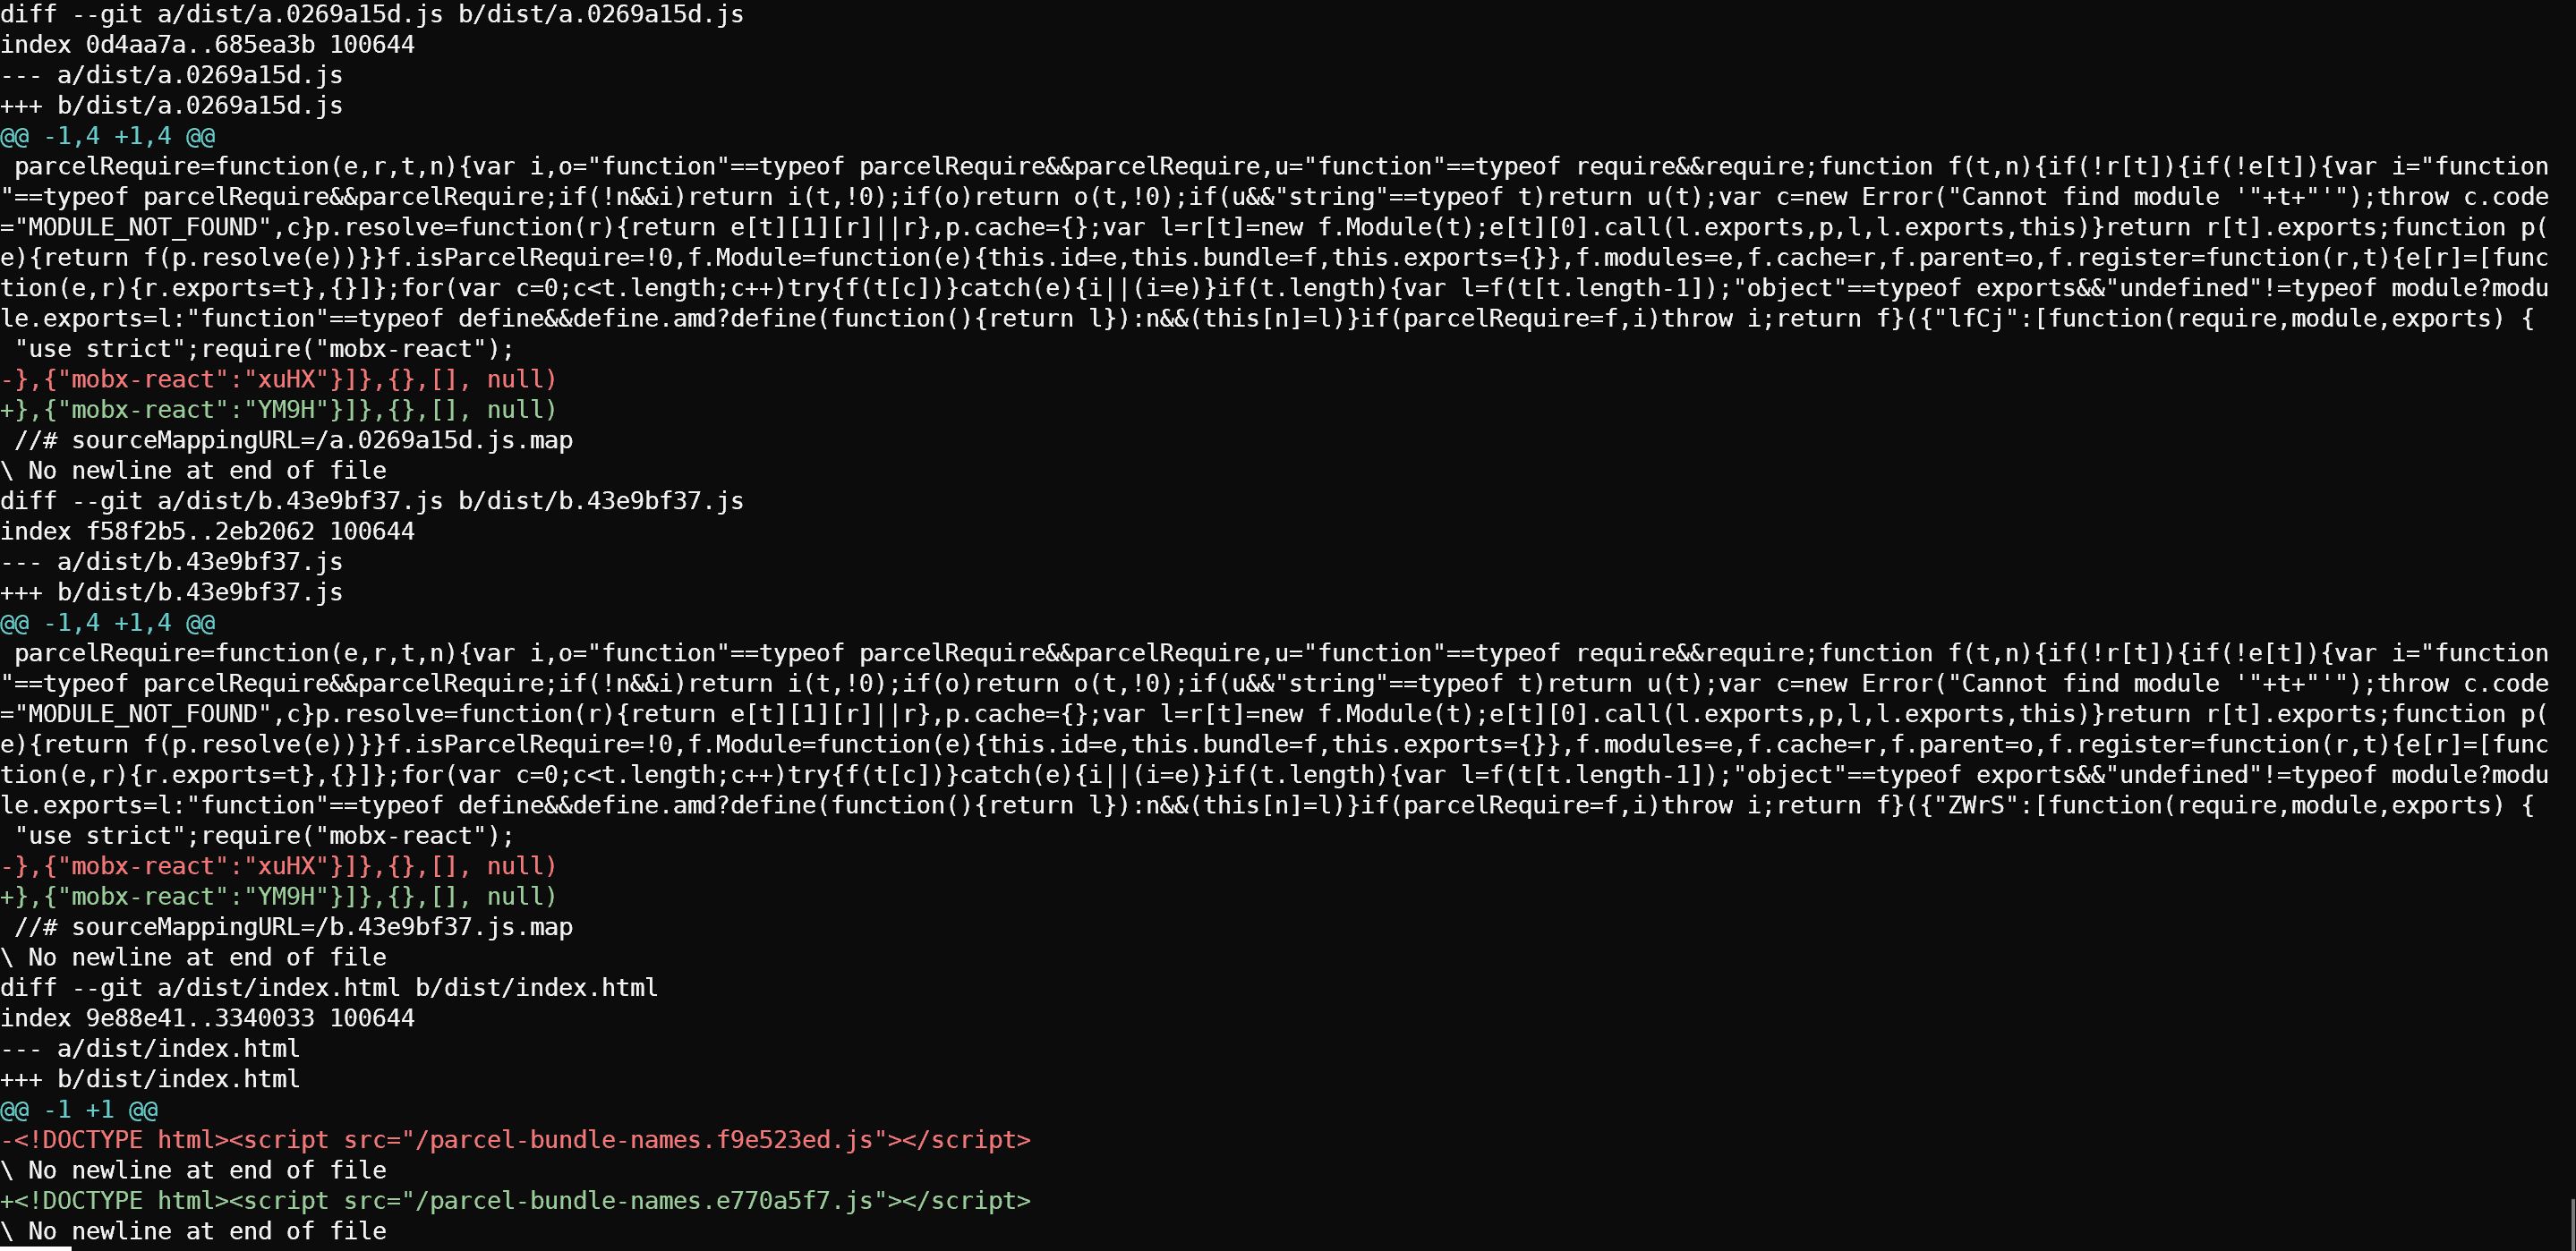 diff --git a/dist/a.0269a15d.js b/dist/a.0269a15d.js
index 0d4aa7a..685ea3b 100644
--- a/dist/a.0269a15d.js
+++ b/dist/a.0269a15d.js
@@ -1,4 +1,4 @@
 parcelRequire=function(e,r,t,n){var i,o="function"==typeof parcelRequire&&parcelRequire,u="function"==typeof require&&require;function f(t,n){if(!r[t]){if(!e[t]){var i="function
"==typeof parcelRequire&&parcelRequire;if(!n&&i)return i(t,!0);if(o)return o(t,!0);if(u&&"string"==typeof t)return u(t);var c=new Error("Cannot find module '"+t+"'");throw c.code
="MODULE_NOT_FOUND",c}p.resolve=function(r){return e[t][1][r]||r},p.cache={};var l=r[t]=new f.Module(t);e[t][0].call(l.exports,p,l,l.exports,this)}return r[t].exports;function p(
e){return f(p.resolve(e))}}f.isParcelRequire=!0,f.Module=function(e){this.id=e,this.bundle=f,this.exports={}},f.modules=e,f.cache=r,f.parent=o,f.register=function(r,t){e[r]=[func
tion(e,r){r.exports=t},{}]};for(var c=0;c<t.length;c++)try{f(t[c])}catch(e){i||(i=e)}if(t.length){var l=f(t[t.length-1]);"object"==typeof exports&&"undefined"!=typeof module?modu
le.exports=l:"function"==typeof define&&define.amd?define(function(){return l}):n&&(this[n]=l)}if(parcelRequire=f,i)throw i;return f}({"lfCj":[function(require,module,exports) {
 "use strict";require("mobx-react");
-},{"mobx-react":"xuHX"}]},{},[], null)
+},{"mobx-react":"YM9H"}]},{},[], null)
 //# sourceMappingURL=/a.0269a15d.js.map
\ No newline at end of file
diff --git a/dist/b.43e9bf37.js b/dist/b.43e9bf37.js
index f58f2b5..2eb2062 100644
--- a/dist/b.43e9bf37.js
+++ b/dist/b.43e9bf37.js
@@ -1,4 +1,4 @@
 parcelRequire=function(e,r,t,n){var i,o="function"==typeof parcelRequire&&parcelRequire,u="function"==typeof require&&require;function f(t,n){if(!r[t]){if(!e[t]){var i="function
"==typeof parcelRequire&&parcelRequire;if(!n&&i)return i(t,!0);if(o)return o(t,!0);if(u&&"string"==typeof t)return u(t);var c=new Error("Cannot find module '"+t+"'");throw c.code
="MODULE_NOT_FOUND",c}p.resolve=function(r){return e[t][1][r]||r},p.cache={};var l=r[t]=new f.Module(t);e[t][0].call(l.exports,p,l,l.exports,this)}return r[t].exports;function p(
e){return f(p.resolve(e))}}f.isParcelRequire=!0,f.Module=function(e){this.id=e,this.bundle=f,this.exports={}},f.modules=e,f.cache=r,f.parent=o,f.register=function(r,t){e[r]=[func
tion(e,r){r.exports=t},{}]};for(var c=0;c<t.length;c++)try{f(t[c])}catch(e){i||(i=e)}if(t.length){var l=f(t[t.length-1]);"object"==typeof exports&&"undefined"!=typeof module?modu
le.exports=l:"function"==typeof define&&define.amd?define(function(){return l}):n&&(this[n]=l)}if(parcelRequire=f,i)throw i;return f}({"ZWrS":[function(require,module,exports) {
 "use strict";require("mobx-react");
-},{"mobx-react":"xuHX"}]},{},[], null)
+},{"mobx-react":"YM9H"}]},{},[], null)
 //# sourceMappingURL=/b.43e9bf37.js.map
\ No newline at end of file
diff --git a/dist/index.html b/dist/index.html
index 9e88e41..3340033 100644
--- a/dist/index.html
+++ b/dist/index.html
@@ -1 +1 @@
-<!DOCTYPE html><script src="/parcel-bundle-names.f9e523ed.js"></script>
\ No newline at end of file
+<!DOCTYPE html><script src="/parcel-bundle-names.e770a5f7.js"></script>
\ No newline at end of file